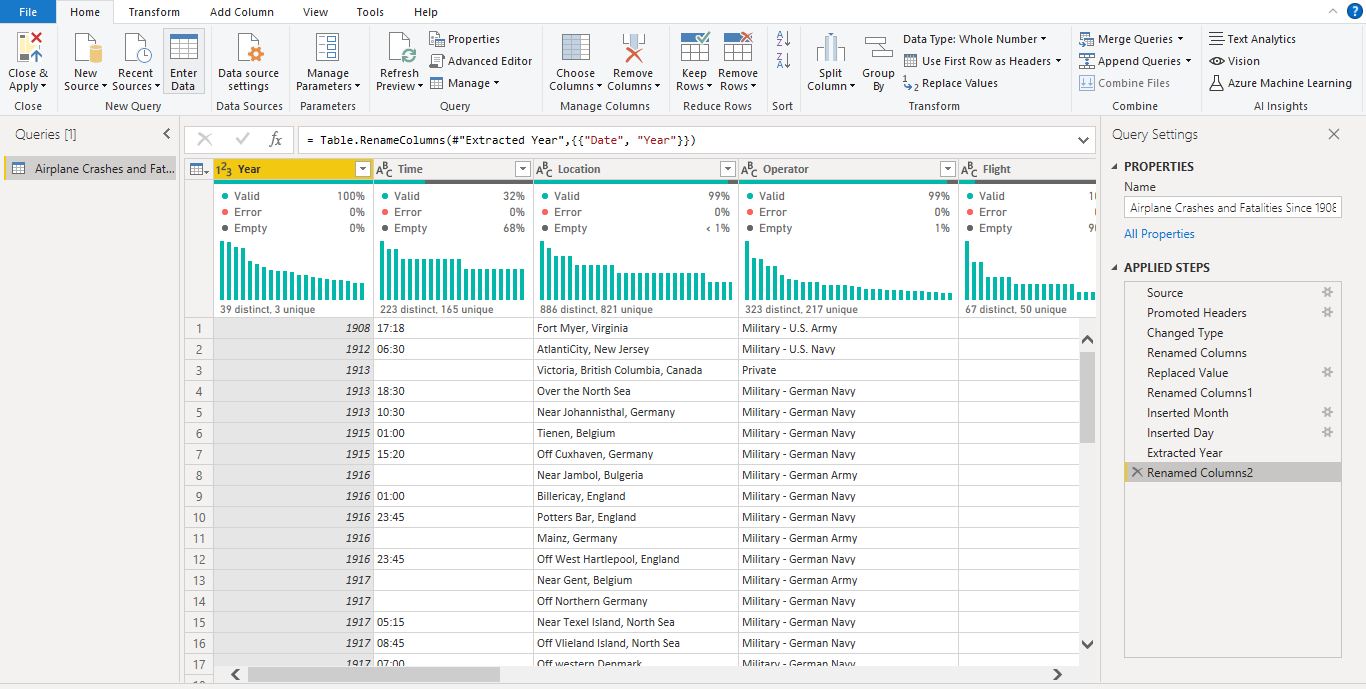 File Home Transform Add Column View Tools Help
Close & Apply
New Source
Recent Sources
Enter Data
Data source settings
Manage Parameters
Refresh Preview
Properties
Advanced Editor
Manage
Choose Columns
Remove Columns
Keep Rows
Remove Rows
Split Column
Group By
Data Type: Whole Number
Use First Row as Headers
Replace Values
Merge Queries
Append Queries
Combine Files
Text Analytics
Vision
Azure Machine Learning
Close New Query Data Sources Parameters Query Manage Columns Reduce Rows Sort Transform Combine AI Insights
Queries [1]
Airplane Crashes and Fat...
= Table.RenameColumns(#"Extracted Year",{{"Date", "Year"}})
Year Time Location Operator Flight
Valid 100% Valid 32% Valid 99% Valid 99% Valid
Error 0% Error 0% Error 0% Error 0% Error
Empty 0% Empty 68% Empty < 1% Empty 1% Empty
39 distinct, 3 unique 223 distinct, 165 unique 886 distinct, 821 unique 323 distinct, 217 unique 67 distinct, 50 unique
1 1908 17:18 Fort Myer, Virginia Military - U.S. Army
2 1912 06:30 AtlantiCity, New Jersey Military - U.S. Navy
3 1913 Victoria, British Columbia, Canada Private
4 1913 18:30 Over the North Sea Military - German Navy
5 1913 10:30 Near Johannisthal, Germany Military - German Navy
6 1915 01:00 Tienen, Belgium Military - German Navy
7 1915 15:20 Off Cuxhaven, Germany Military - German Navy
8 1916 Near Jambol, Bulgeria Military - German Army
9 1916 01:00 Billericay, England Military - German Navy
10 1916 23:45 Potters Bar, England Military - German Navy
11 1916 Mainz, Germany Military - German Army
12 1916 23:45 Off West Hartlepool, England Military - German Navy
13 1917 Near Gent, Belgium Military - German Army
14 1917 Off Northern Germany Military - German Navy
15 1917 05:15 Near Texel Island, North Sea Military - German Navy
16 1917 08:45 Off Vlieland Island, North Sea Military - German Navy
17 1917 07:00 Off western Denmark Military - German Navy
Query Settings
PROPERTIES
Name
Airplane Crashes and Fatalities Since 1908
All Properties
APPLIED STEPS
Source
Promoted Headers
Changed Type
Renamed Columns
Replaced Value
Renamed Columns1
Inserted Month
Inserted Day
Extracted Year
Renamed Columns2